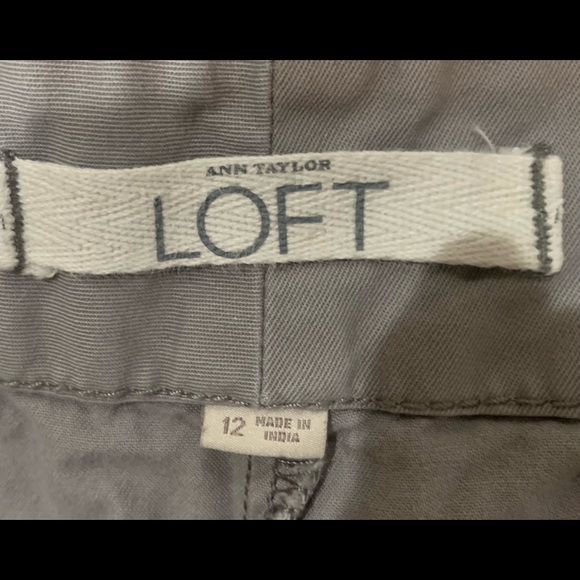 ANN TAYLOR
LOFT
12 MADE IN
INDIA